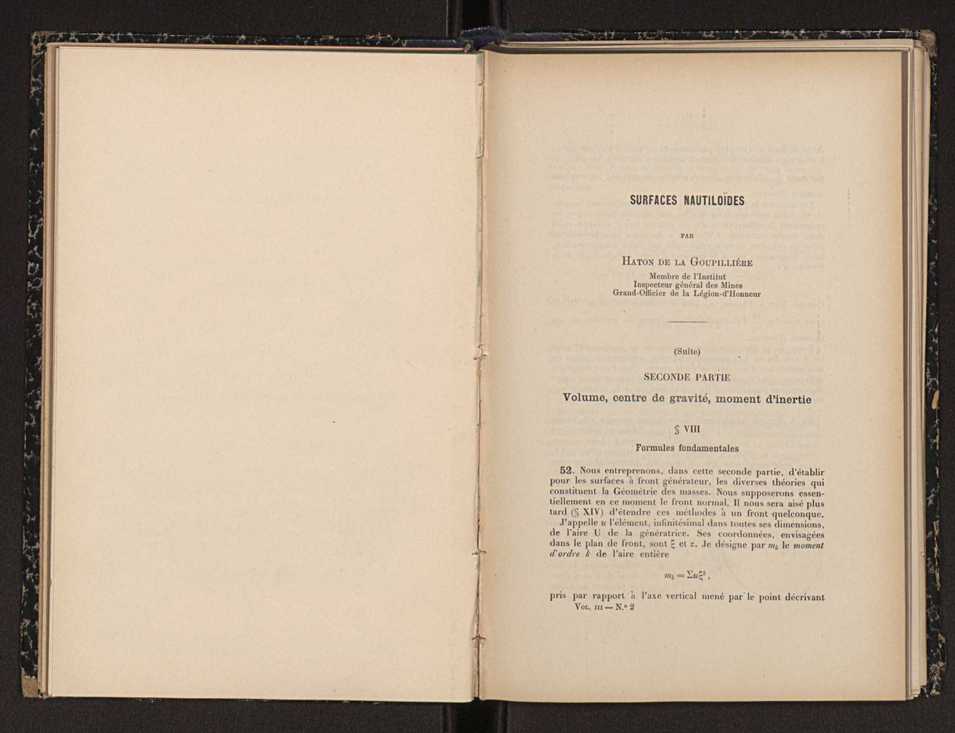 SURFACES NAUTILOÏDES
PAR
HATON DE LA GOUPILLIÈRE
Membre de l'Institut
Inspecteur général des Mines
Grand-Officier de la Légion-d'Honneur
(Suite)
SECONDE PARTIE
Volume, centre de gravité, moment d'inertie
§ VIII
Formules fondamentales
52. Nous entreprenons, dans cette seconde partie, d'établir
pour les surfaces à front générateur, les diverses théories qui
constituent la Géométrie des masses. Nous supposerons essen-
tiellement en ce moment le front normal. Il nous sera aisé plus
tard (§ XIV) d'étendre ces méthodes à un front quelconque.
J'appelle u l'élément, infinitésimal dans toutes ses dimensions,
de l'aire U de la génératrice. Ses coordonnées, envisagées
dans le plan de front, sont ξ et z. Je désigne par mₖ le moment
d'ordre k de l'aire entière
mₖ = Σuξᵏ,
pris par rapport à l'axe vertical mené par le point décrivant
VOL. III — N.º 2